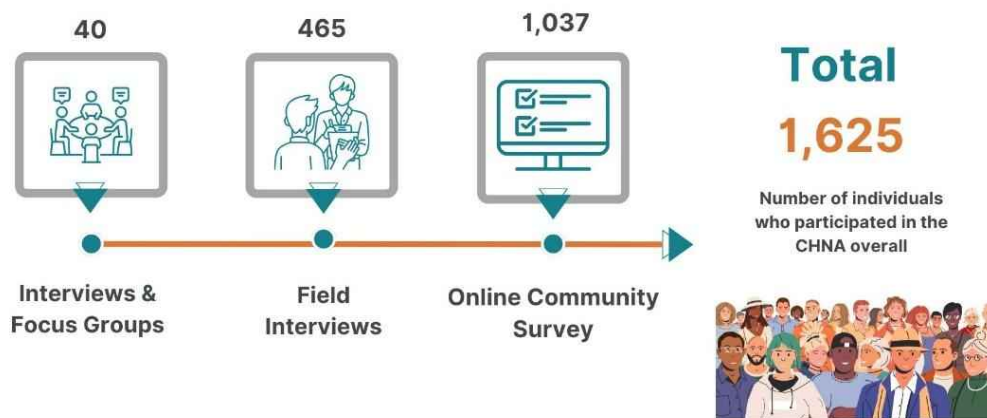 40
465
1,037
Interviews &
Focus Groups
Field
Interviews
Online Community
Survey
Total
1,625
Number of individuals
who participated in the
CHNA overall